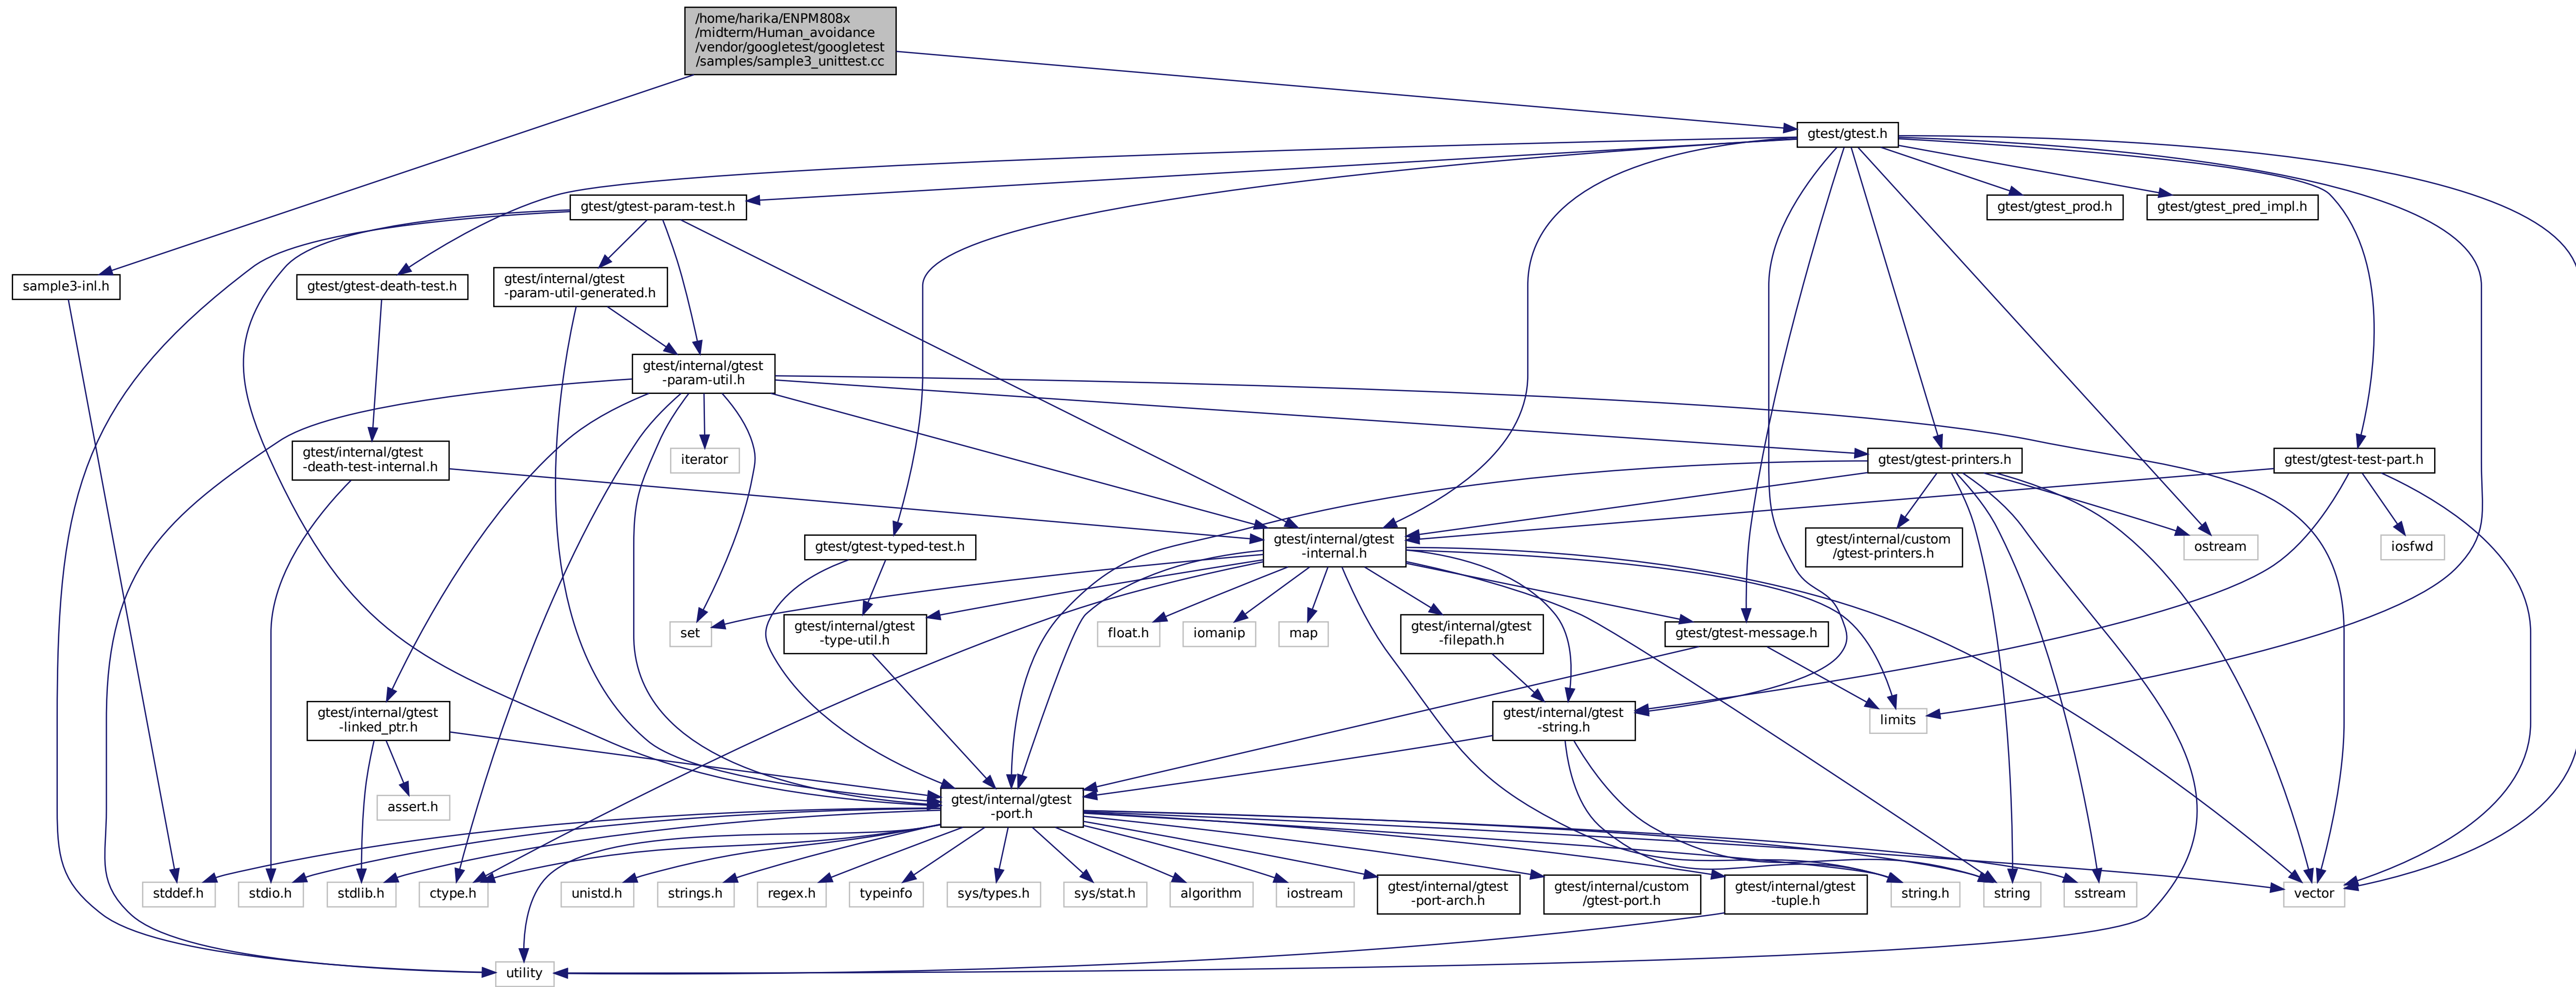 /home/harika/ENPM808x
/midterm/Human_avoidance
/vendor/googletest/googletest
/samples/sample3_unittest.cc
gtest/gtest.h
gtest/gtest-param-test.h
gtest/gtest_prod.h
gtest/gtest_pred_impl.h
sample3-inl.h
gtest/gtest-death-test.h
gtest/internal/gtest
-param-util-generated.h
gtest/internal/gtest
-param-util.h
gtest/internal/gtest
-death-test-internal.h
iterator
gtest/gtest-printers.h
gtest/gtest-test-part.h
gtest/gtest-typed-test.h
gtest/internal/gtest
-internal.h
gtest/internal/custom
/gtest-printers.h
ostream
iosfwd
set
gtest/internal/gtest
-type-util.h
float.h
iomanip
map
gtest/internal/gtest
-filepath.h
gtest/gtest-message.h
gtest/internal/gtest
-linked_ptr.h
gtest/internal/gtest
-string.h
limits
assert.h
gtest/internal/gtest
-port.h
stddef.h
stdio.h
stdlib.h
ctype.h
unistd.h
strings.h
regex.h
typeinfo
sys/types.h
sys/stat.h
algorithm
iostream
gtest/internal/gtest
-port-arch.h
gtest/internal/custom
/gtest-port.h
gtest/internal/gtest
-tuple.h
string.h
string
sstream
vector
utility